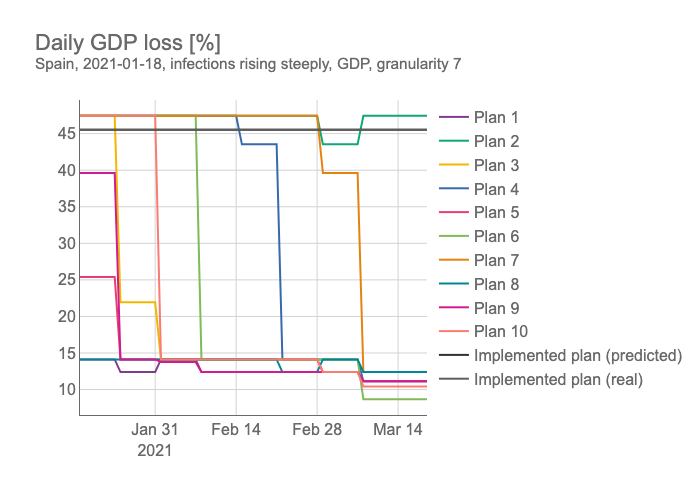 Daily GDP loss [%]
Spain, 2021-01-18, infections rising steeply, GDP, granularity 7
45
40
35
30
25
20
15
10
Jan 31
2021
Feb 14
Feb 28
Mar 14
Plan 1
Plan 2
Plan 3
Plan 4
Plan 5
Plan 6
Plan 7
Plan 8
Plan 9
Plan 10
Implemented plan (predicted)
Implemented plan (real)